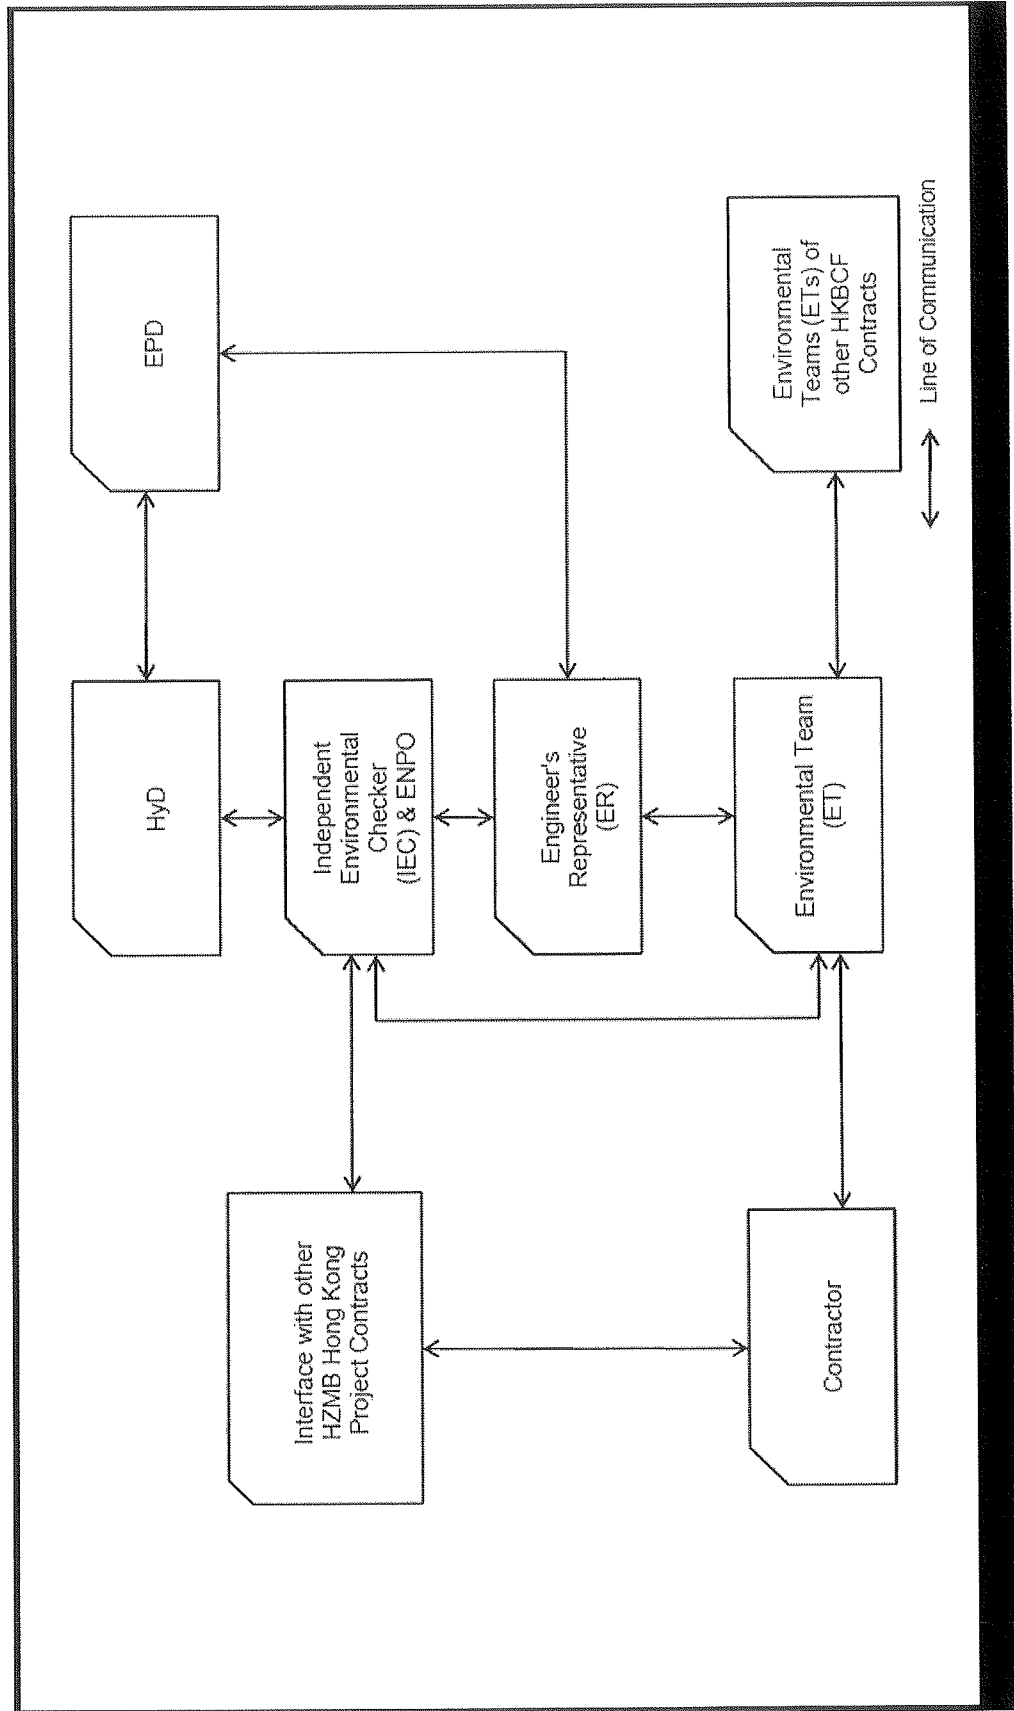 HyD
EPD
Interface with other
HZMB Hong Kong
Project Contracts
Independent
Environmental
Checker
(IEC) & ENPO
Engineer's
Representative
(ER)
Contractor
Environmental Team
(ET)
Environmental
Teams (ETs) of
other HKBCF
Contracts
Line of Communication